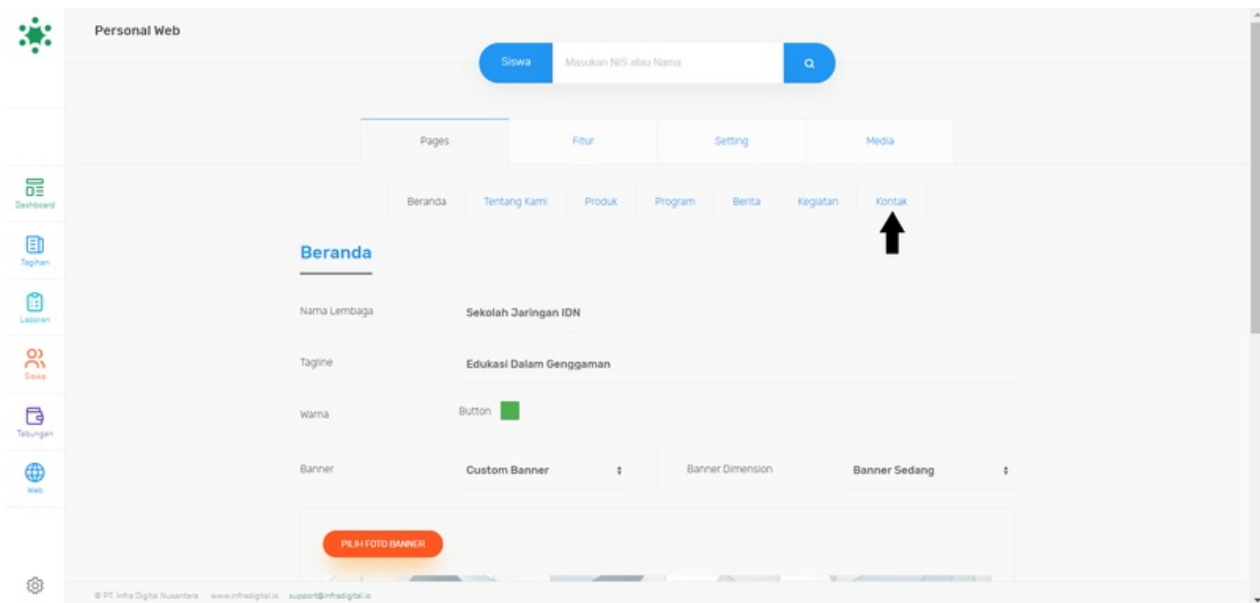 Personal Web
Siswa Masukan NIS atau Nama
Pages Fitur Setting Media
Beranda Tentang Kami Produk Program Berita Kegiatan Kontak
Dashboard
Tagihan
Laporan
Siswa
Tabungan
Web
Beranda
Nama Lembaga Sekolah Jaringan IDN
Tagline Edukasi Dalam Genggaman
Warna Button
Banner Custom Banner Banner Dimension Banner Sedang
PILIH FOTO BANNER
© PT. Infra Digital Nusantara www.infradigital.io support@infradigital.io